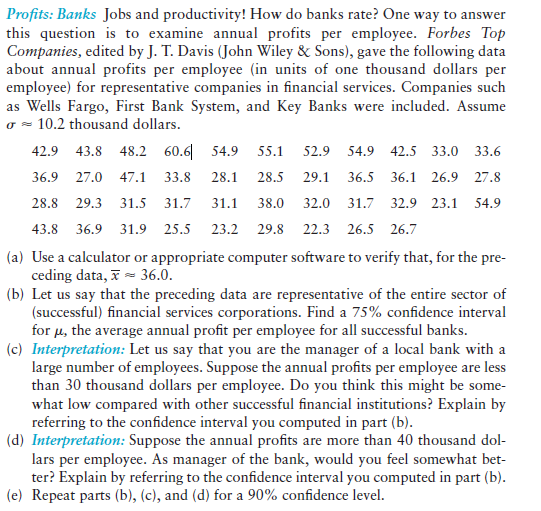 Profits: Banks Jobs and productivity! How do banks rate? One way to answer
this question is to examine annual profits per employee. Forbes Top
Companies, edited by J. T. Davis (John Wiley & Sons), gave the following data
about annual profits per employee (in units of one thousand dollars per
employee) for representative companies in financial services. Companies such
as Wells Fargo, First Bank System, and Key Banks were included. Assume
σ ≈ 10.2 thousand dollars.
42.9 43.8 48.2 60.6 54.9 55.1 52.9 54.9 42.5 33.0 33.6
36.9 27.0 47.1 33.8 28.1 28.5 29.1 36.5 36.1 26.9 27.8
28.8 29.3 31.5 31.7 31.1 38.0 32.0 31.7 32.9 23.1 54.9
43.8 36.9 31.9 25.5 23.2 29.8 22.3 26.5 26.7
(a) Use a calculator or appropriate computer software to verify that, for the pre-
ceding data, x̄ ≈ 36.0.
(b) Let us say that the preceding data are representative of the entire sector of
(successful) financial services corporations. Find a 75% confidence interval
for μ, the average annual profit per employee for all successful banks.
(c) Interpretation: Let us say that you are the manager of a local bank with a
large number of employees. Suppose the annual profits per employee are less
than 30 thousand dollars per employee. Do you think this might be some-
what low compared with other successful financial institutions? Explain by
referring to the confidence interval you computed in part (b).
(d) Interpretation: Suppose the annual profits are more than 40 thousand dol-
lars per employee. As manager of the bank, would you feel somewhat bet-
ter? Explain by referring to the confidence interval you computed in part (b).
(e) Repeat parts (b), (c), and (d) for a 90% confidence level.